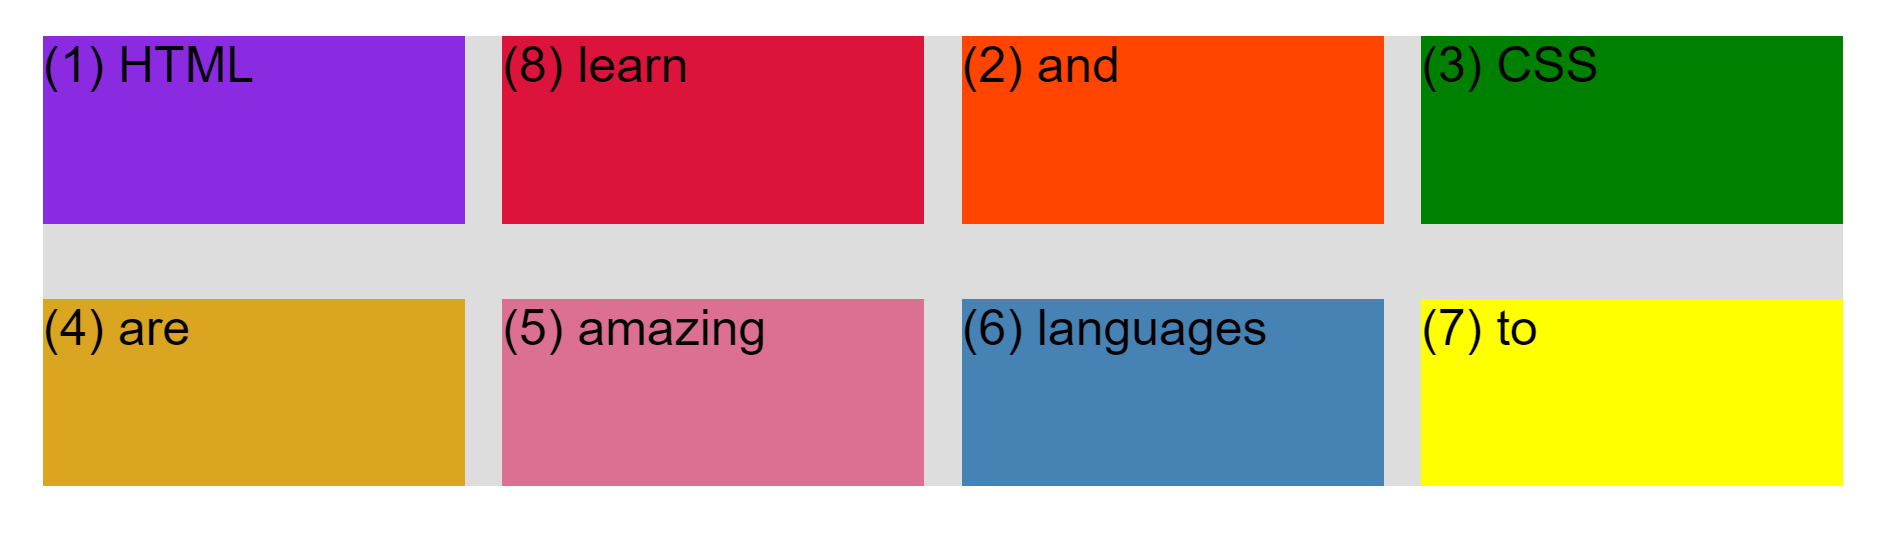 (1) HTML
(8) learn
(2) and
(3) CSS
(4) are
(5) amazing
(6) languages
(7) to